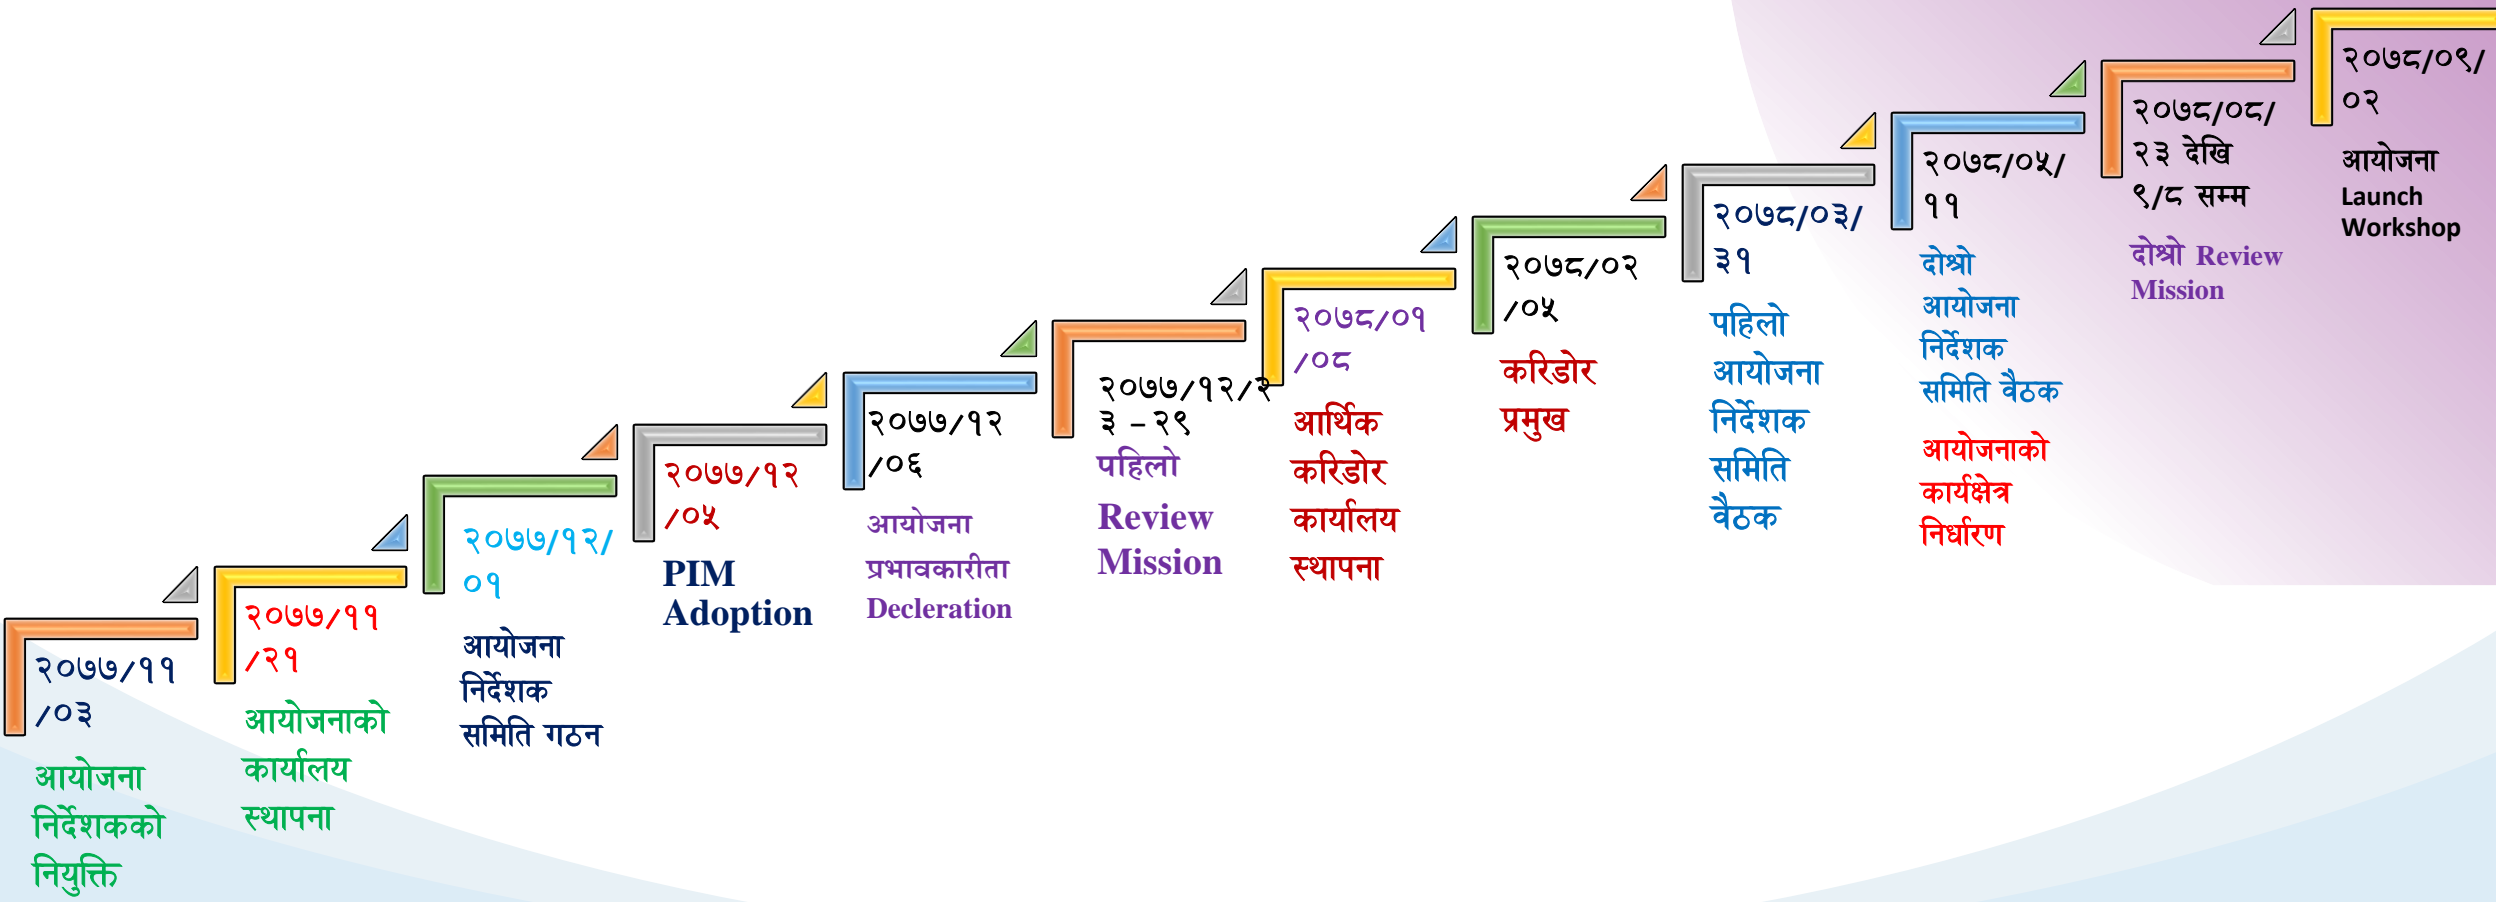 २०७७/११
/०३
आयोजना
निर्देशकको
नियुक्ति
२०७७/११
/२१
आयोजनाको
कार्यालय
स्थापना
२०७७/१२/
०१
आयोजना
निर्देशक
समिति गठन
२०७७/१२
/०५
PIM
Adoption
२०७७/१२
/०६
आयोजना
प्रभावकारीता
Decleration
२०७७/१२/२
३ – २९
पहिलो
Review
Mission
२०७८/०१
/०८
आर्थिक
करिडोर
कार्यालय
स्थापना
२०७८/०२
/०५
करिडोर
प्रमुख
२०७८/०३/
३१
पहिलो
आयोजना
निर्देशक
समिति
वैठक
२०७८/०५/
११
दोश्रो
आयोजना
निर्देशक
समिति वैठक
आयोजनाको
कार्यक्षेत्र
निर्धारण
२०७८/०८/
२३ देखि
९/८ सम्म
दोश्रो Review
Mission
२०७८/०९/
०२
आयोजना
Launch
Workshop